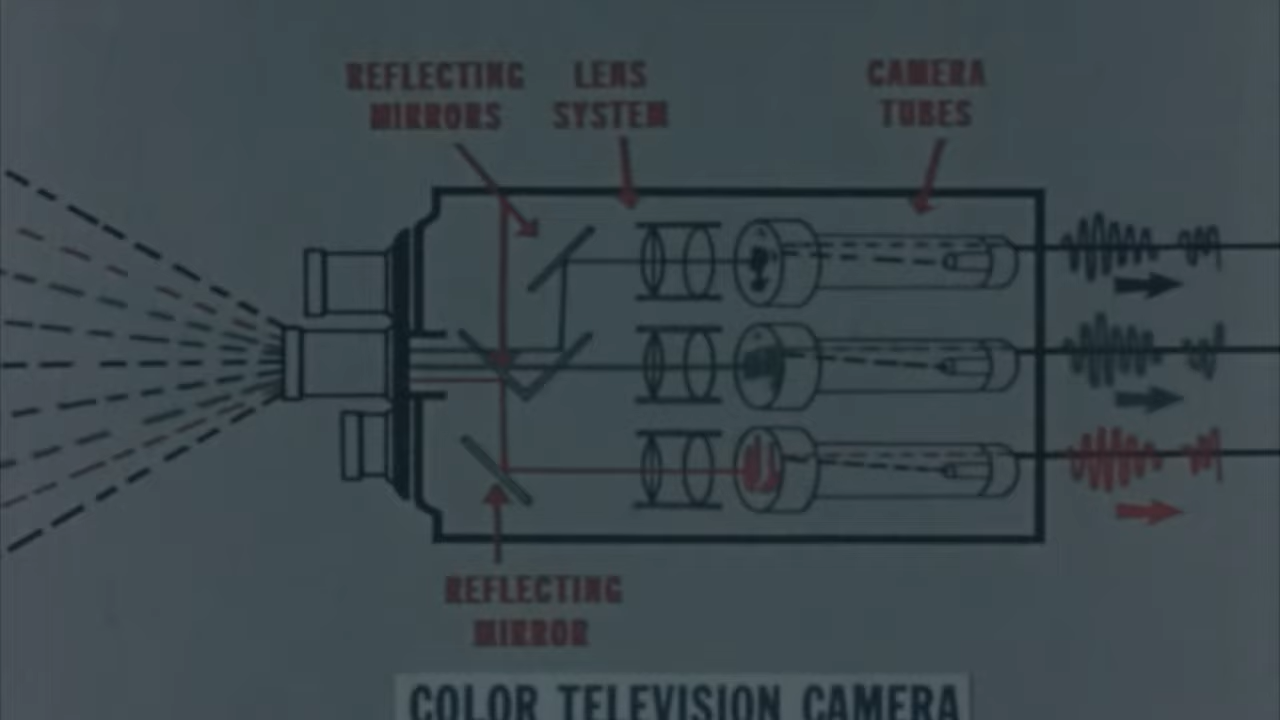 REFLECTING
MIRRORS
LENS
SYSTEM
CAMERA
TUBES
REFLECTING
MIRROR
COLOR TELEVISION CAMERA